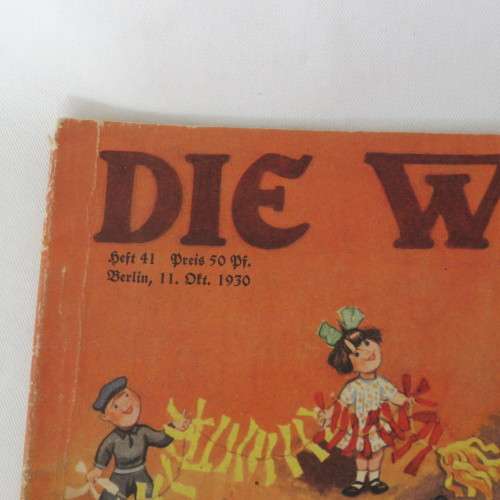 DIE W
Heft 41 Preis 50 Pf.
Berlin, 11. Okt. 1930